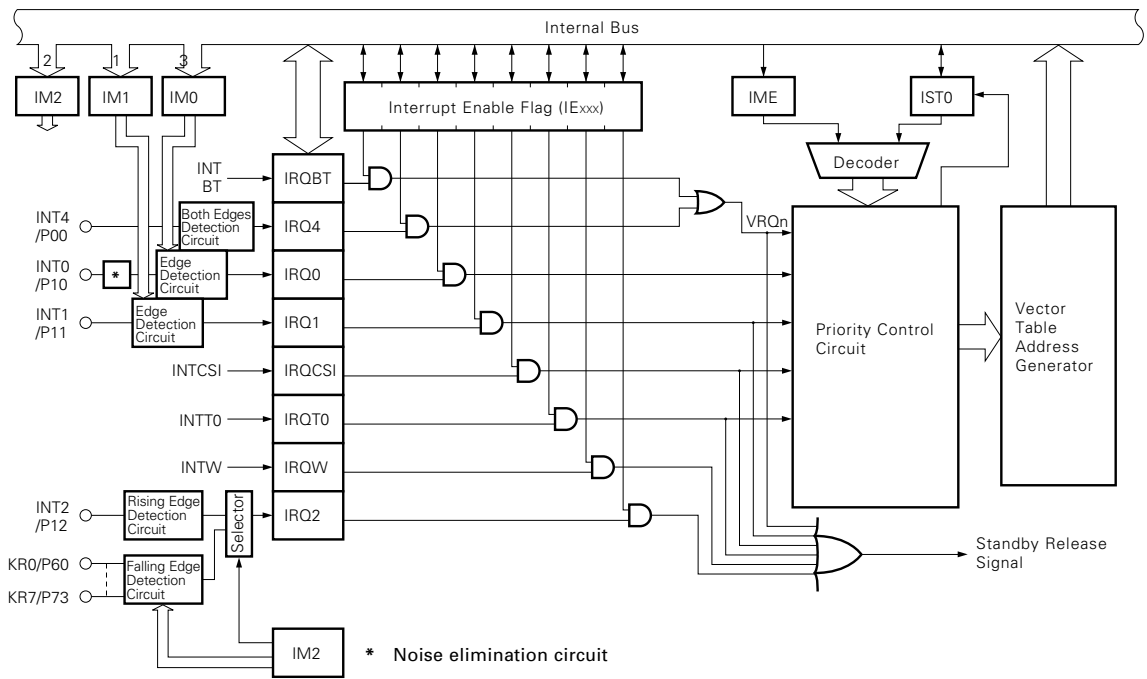 Internal Bus
2
1
3
IM2
IM1
IM0
Interrupt Enable Flag (IExxx)
IME
IST0
Decoder
INT
BT
IRQBT
VRQn
INT4
/P00
Both Edges
Detection
Circuit
IRQ4
INT0
/P10
*
Edge
Detection
Circuit
IRQ0
INT1
/P11
Edge
Detection
Circuit
IRQ1
Priority Control
Circuit
Vector
Table
Address
Generator
INTCSI
IRQCSI
INTT0
IRQT0
INTW
IRQW
INT2
/P12
Rising Edge
Detection
Circuit
Selector
IRQ2
KR0/P60
KR7/P73
Falling Edge
Detection
Circuit
Standby Release
Signal
IM2
* Noise elimination circuit